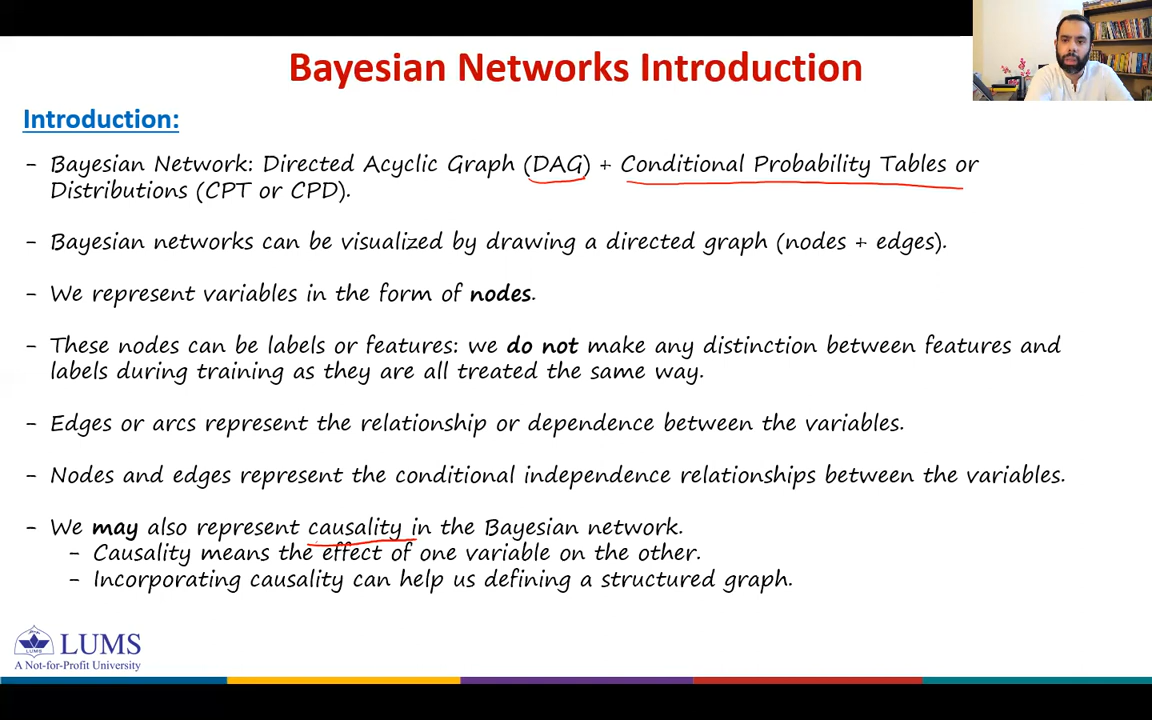 Bayesian Networks Introduction
Introduction:
- Bayesian Network: Directed Acyclic Graph (DAG) + Conditional Probability Tables or
Distributions (CPT or CPD).
- Bayesian networks can be visualized by drawing a directed graph (nodes + edges).
- We represent variables in the form of nodes.
- These nodes can be labels or features: we do not make any distinction between features and
labels during training as they are all treated the same way.
- Edges or arcs represent the relationship or dependence between the variables.
- Nodes and edges represent the conditional independence relationships between the variables.
- We may also represent causality in the Bayesian network.
- Causality means the effect of one variable on the other.
- Incorporating causality can help us defining a structured graph.
LUMS
A Not-for-Profit University